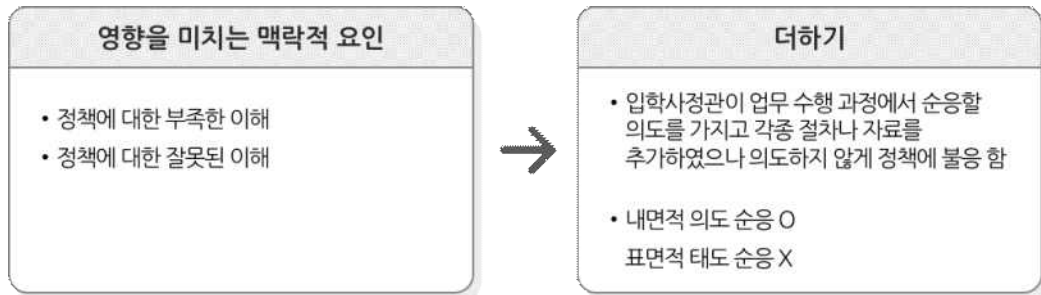 영향을 미치는 맥락적 요인
• 정책에 대한 부족한 이해
• 정책에 대한 잘못된 이해
더하기
• 입학사정관이 업무 수행 과정에서 순응할
의도를 가지고 각종 절차나 자료를
추가하였으나 의도하지 않게 정책에 불응 함
• 내면적 의도 순응 O
표면적 태도 순응 X